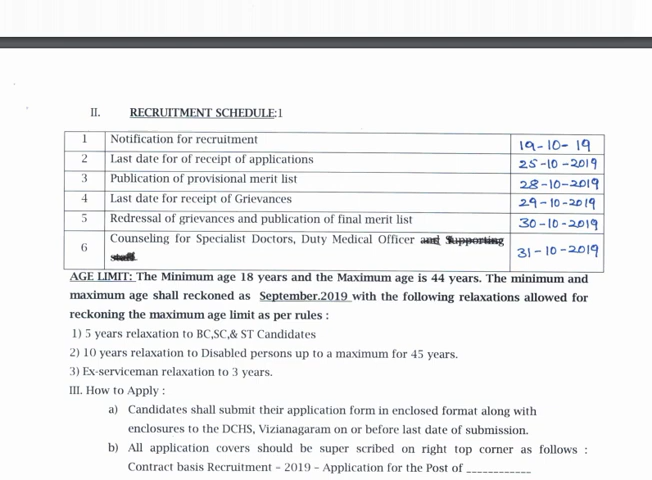 II. RECRUITMENT SCHEDULE:1
1 Notification for recruitment 19-10-19
2 Last date for of receipt of applications 25-10-2019
3 Publication of provisional merit list 28-10-2019
4 Last date for receipt of Grievances 29-10-2019
5 Redressal of grievances and publication of final merit list 30-10-2019
6 Counseling for Specialist Doctors, Duty Medical Officer and Supporting 31-10-2019
staff.
AGE LIMIT: The Minimum age 18 years and the Maximum age is 44 years. The minimum and
maximum age shall reckoned as September.2019 with the following relaxations allowed for
reckoning the maximum age limit as per rules :
1) 5 years relaxation to BC,SC,& ST Candidates
2) 10 years relaxation to Disabled persons up to a maximum for 45 years.
3) Ex-serviceman relaxation to 3 years.
III. How to Apply :
a) Candidates shall submit their application form in enclosed format along with
enclosures to the DCHS, Vizianagaram on or before last date of submission.
b) All application covers should be super scribed on right top corner as follows :
Contract basis Recruitment – 2019 – Application for the Post of ____________